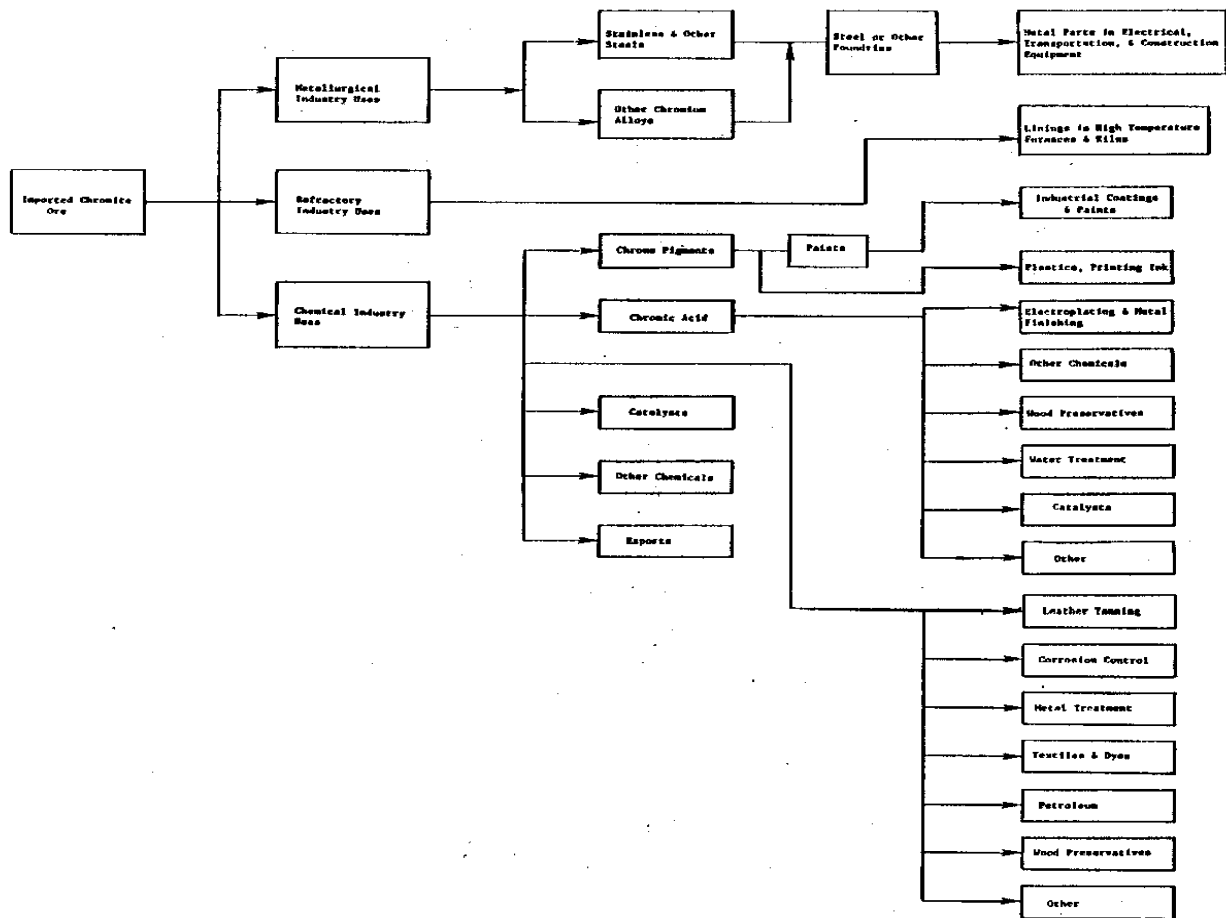 Stainless & Other
Steels
Steel or Other
Foundries
Metal Parts in Electrical,
Transportation, & Construction
Equipment
Metallurgical
Industry Uses
Other Chromium
Alloys
Linings in High Temperature
Furnaces & Kilns
Imported Chromite
Ore
Refractory
Industry Uses
Industrial Coatings
& Paints
Chrome Pigments
Paints
Plastics, Printing Ink
Chemical Industry
Uses
Chromic Acid
Electroplating & Metal
Finishing
Other Chemicals
Catalysts
Wood Preservatives
Other Chemicals
Water Treatment
Catalysts
Exports
Other
Leather Tanning
Corrosion Control
Metal Treatment
Textiles & Dyes
Petroleum
Wood Preservatives
Other